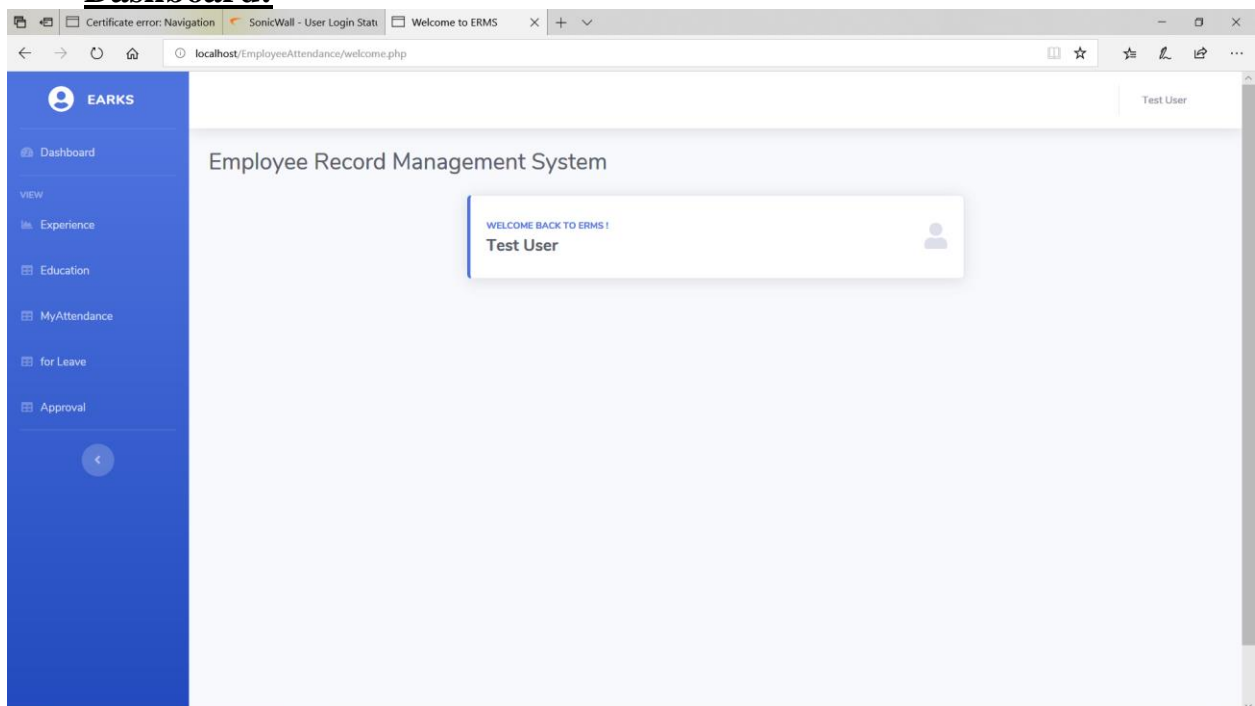 Dashboard:
Certificate error: Navigation
SonicWall - User Login Statu
Welcome to ERMS
localhost/EmployeeAttendance/welcome.php
EARKS
Test User
Dashboard
Employee Record Management System
VIEW
Experience
WELCOME BACK TO ERMS !
Test User
Education
MyAttendance
for Leave
Approval